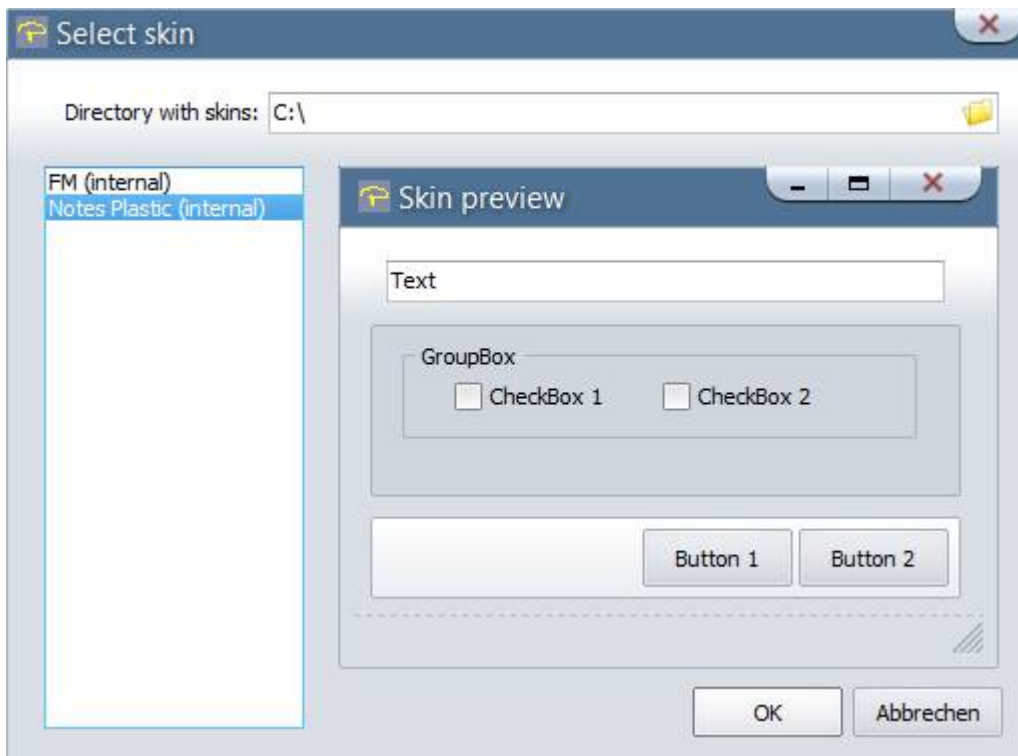 Select skin
Directory with skins: C:\
FM (internal)
Notes Plastic (internal)
Skin preview
Text
GroupBox
CheckBox 1 CheckBox 2
Button 1 Button 2
OK Abbrechen